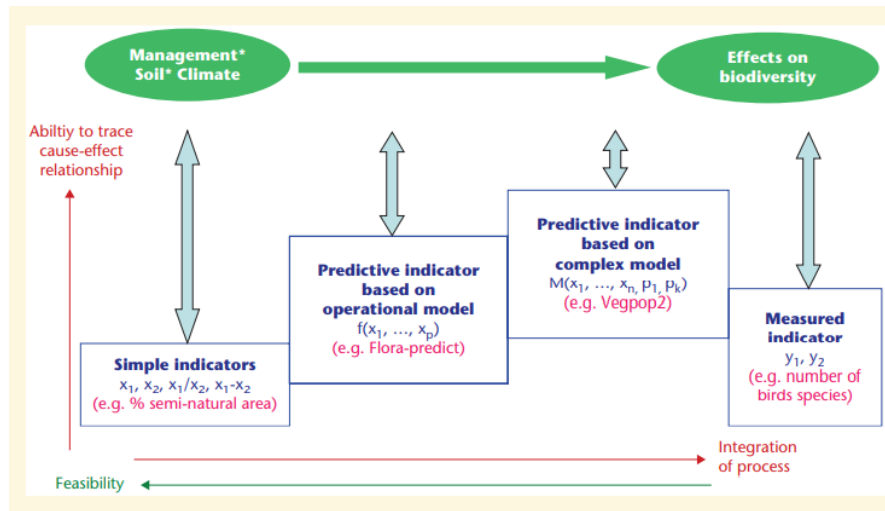 Management*
Soil* Climate
Effects on
biodiversity
Abiltiy to trace
cause-effect
relationship
Simple indicators
x₁, x₂, x₁/x₂, x₁-x₂
(e.g. % semi-natural area)
Predictive indicator
based on
operational model
f(x₁, ..., xₚ)
(e.g. Flora-predict)
Predictive indicator
based on
complex model
M(x₁, ..., xₙ, p₁, pₖ)
(e.g. Vegpop2)
Measured
indicator
y₁, y₂
(e.g. number of
birds species)
Integration
of process
Feasibility